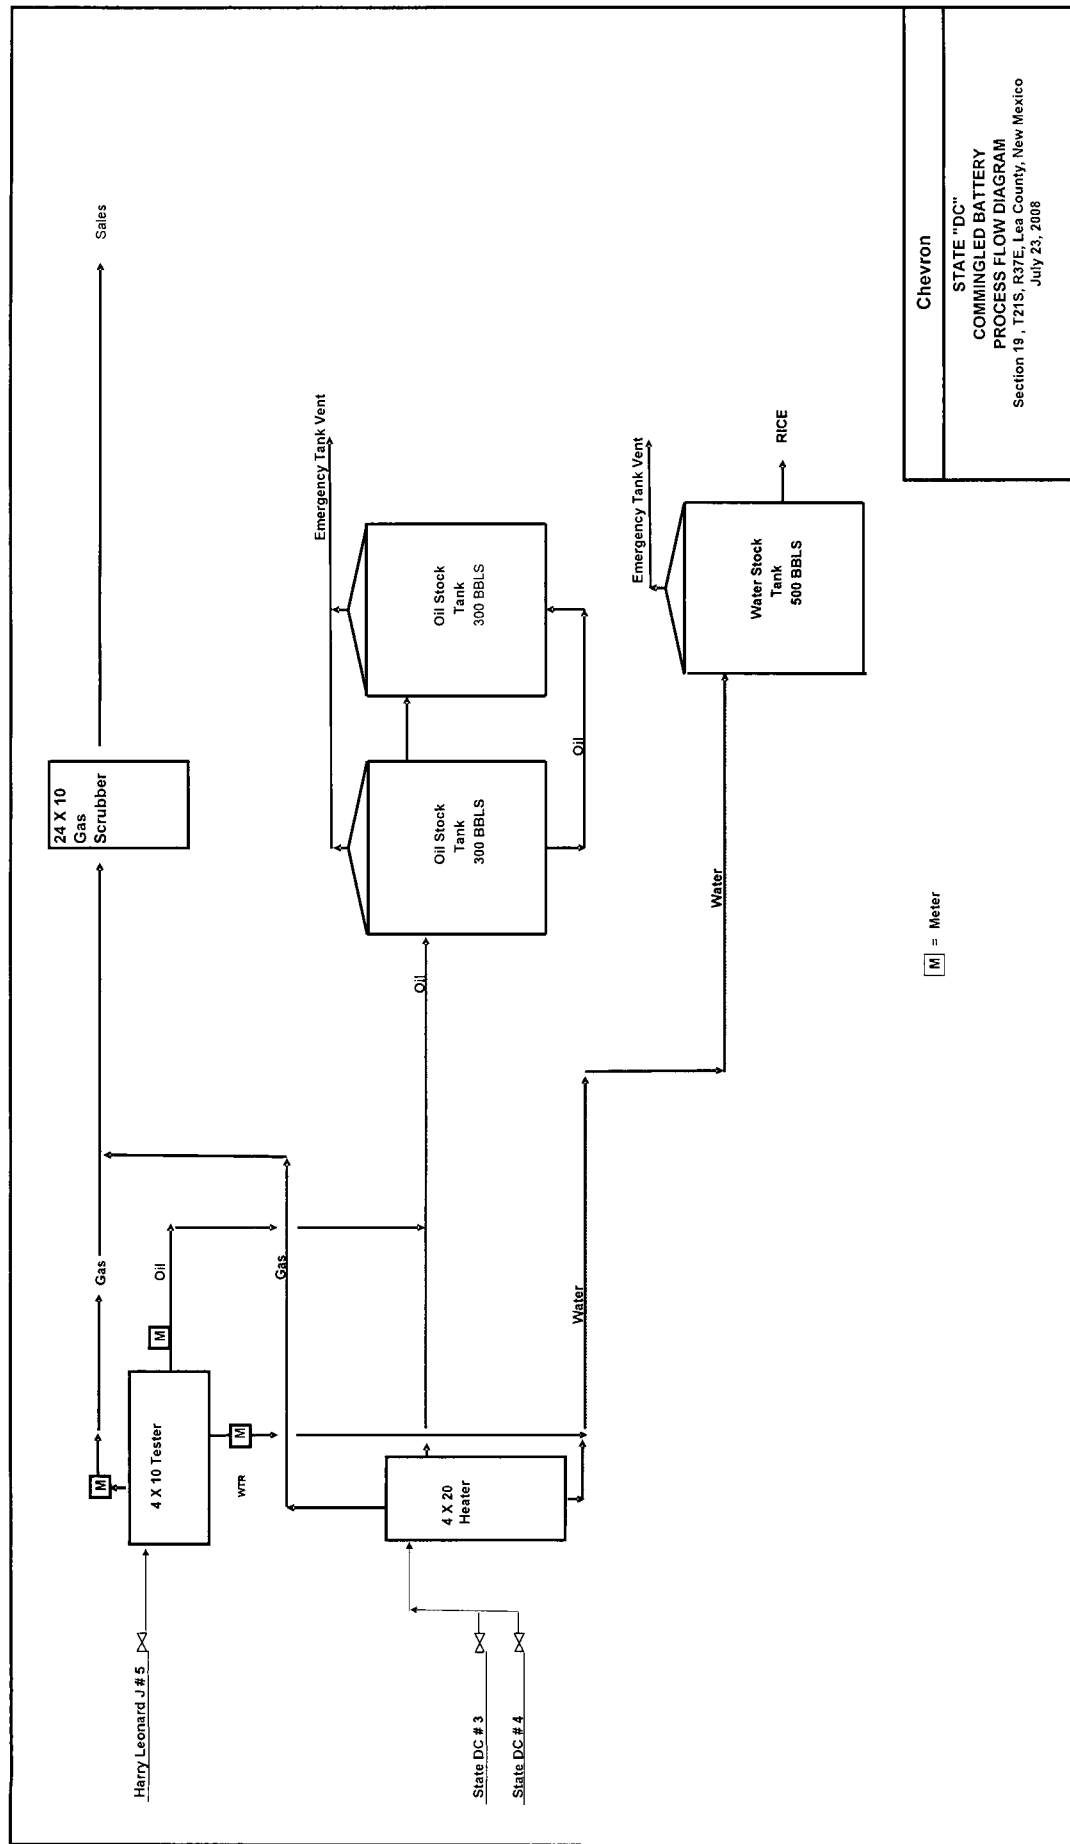 Sales
24 X 10
Gas
Scrubber
Gas
Oil
M
M
4 X 10 Tester
M
WTR
Harry Leonard J # 5
Emergency Tank Vent
Oil Stock
Tank
300 BBLS
Oil Stock
Tank
300 BBLS
Oil
Oil
Gas
4 X 20
Heater
State DC # 3
State DC # 4
Emergency Tank Vent
Water Stock
Tank
500 BBLS
RICE
Water
Water
M = Meter
Chevron
STATE "DC"
COMMINGLED BATTERY
PROCESS FLOW DIAGRAM
Section 19 , T21S, R37E, Lea County, New Mexico
July 23, 2008